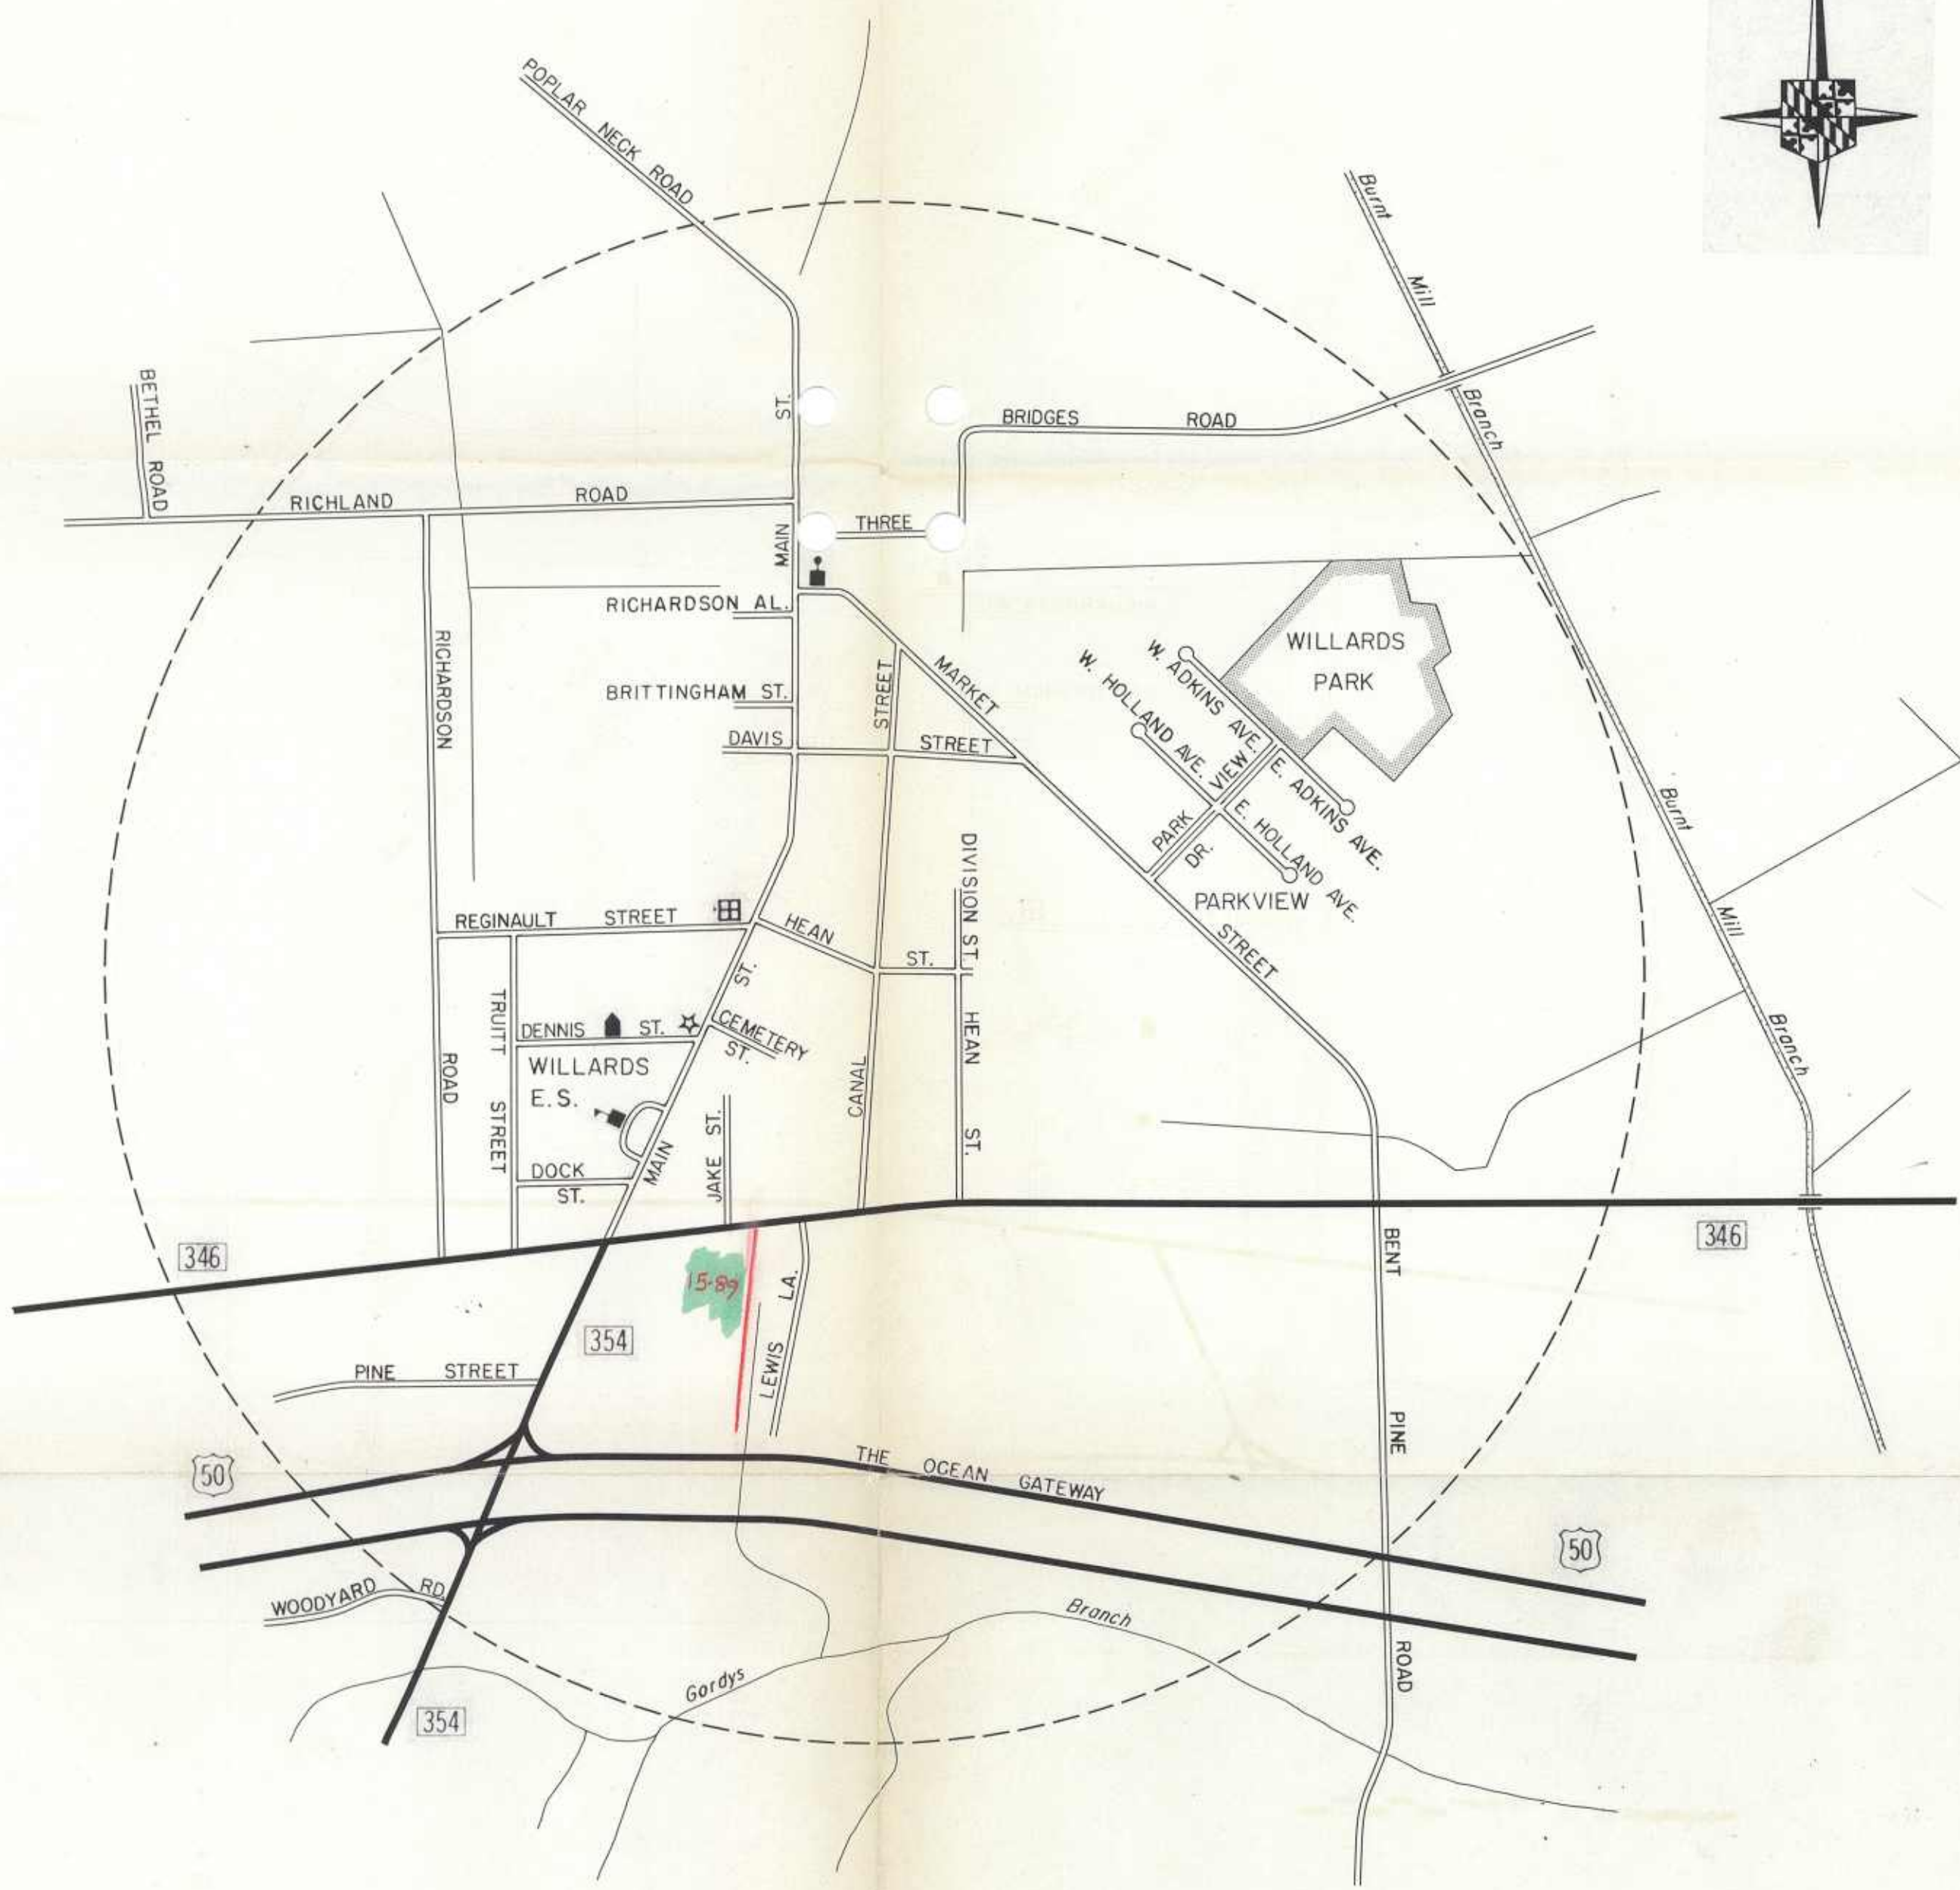 POPLAR NECK ROAD
Burnt Mill Branch
BETHEL ROAD
ST.
BRIDGES ROAD
RICHLAND ROAD
MAIN
THREE
RICHARDSON AL.
RICHARDSON
BRITTINGHAM ST.
STREET
MARKET
DAVIS STREET
WILLARDS
PARK
W. ADKINS AVE.
W. HOLLAND AVE.
PARK VIEW
DR.
E. ADKINS AVE.
E. HOLLAND AVE.
PARKVIEW
Burnt Mill Branch
DIVISION ST.
REGINAULT STREET
HEAN ST.
STREET
ST.
TRUITT STREET
DENNIS ST.
CEMETERY
ST.
WILLARDS
E.S.
ROAD
CANAL
HEAN ST.
JAKE ST.
MAIN
DOCK
ST.
346
346
15-89
LEWIS LA.
BENT PINE ROAD
354
PINE STREET
50
THE OCEAN GATEWAY
50
WOODYARD RD.
Gordys Branch
354